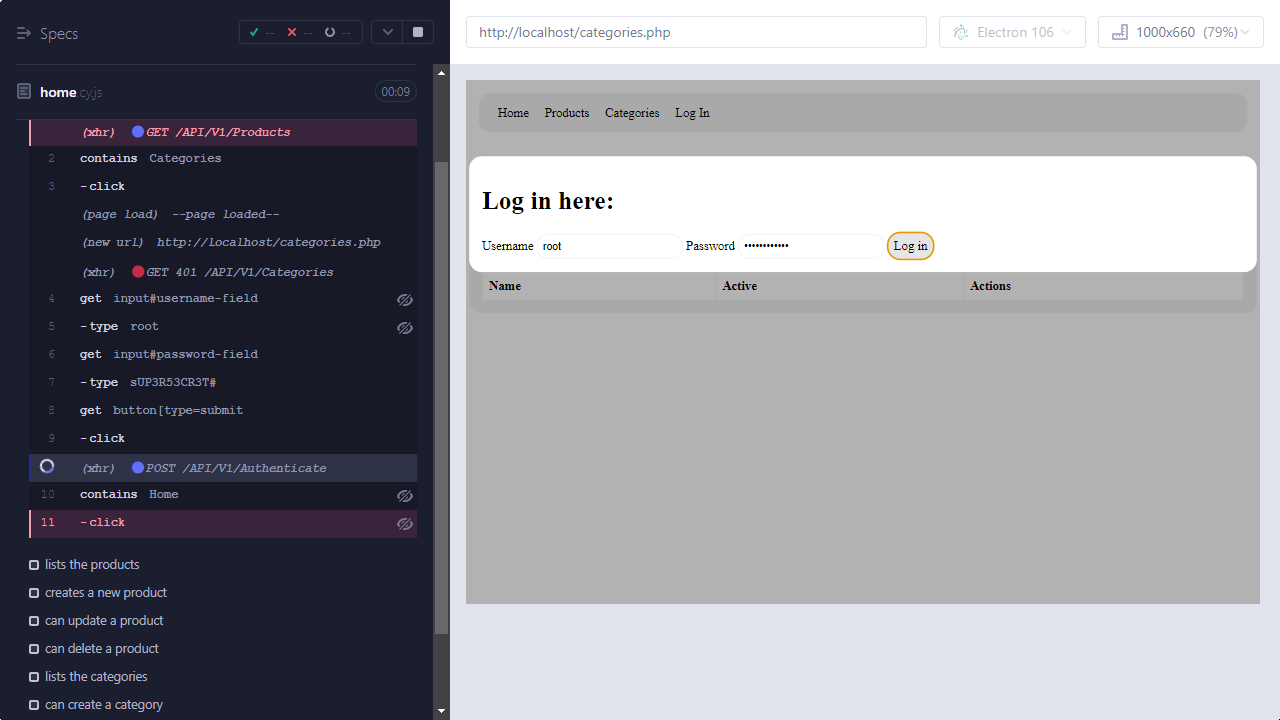 Specs
--
--
--
home.cy.js
00:09
(xhr) GET /API/V1/Products
2 contains Categories
3 -click
(page load) --page loaded--
(new url) http://localhost/categories.php
(xhr) GET 401 /API/V1/Categories
4 get input#username-field
5 -type root
6 get input#password-field
7 -type sUP3R53CR3T#
8 get button[type=submit
9 -click
(xhr) POST /API/V1/Authenticate
10 contains Home
11 -click
lists the products
creates a new product
can update a product
can delete a product
lists the categories
can create a category
http://localhost/categories.php
Electron 106
1000x660 (79%)
Home Products Categories Log In
Log in here:
Username root Password •••••••••••• Log in
Name Active Actions